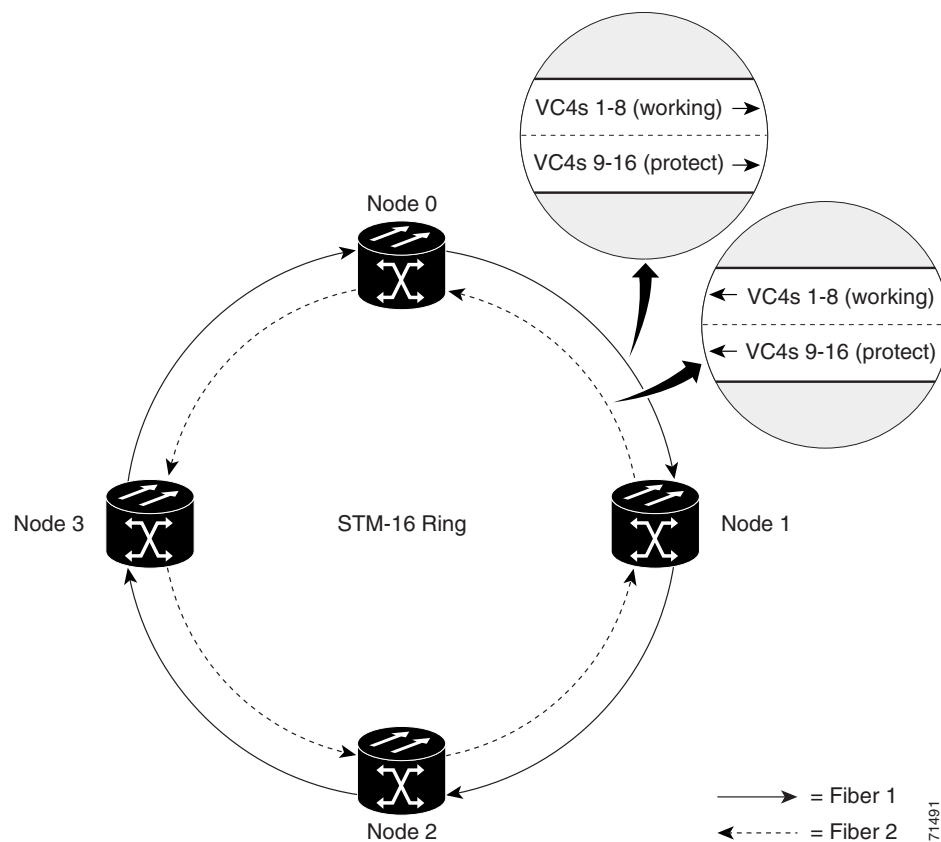 VC4s 1-8 (working)
VC4s 9-16 (protect)
Node 0
VC4s 1-8 (working)
VC4s 9-16 (protect)
Node 3
STM-16 Ring
Node 1
Node 2
= Fiber 1
= Fiber 2
71491